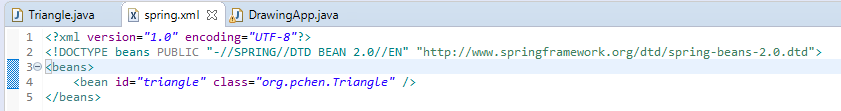 Triangle.java spring.xml DrawingApp.java
1 <?xml version="1.0" encoding="UTF-8"?>
2 <!DOCTYPE beans PUBLIC "-//SPRING//DTD BEAN 2.0//EN" "http://www.springframework.org/dtd/spring-beans-2.0.dtd">
3 <beans>
4 <bean id="triangle" class="org.pchen.Triangle" />
5 </beans>